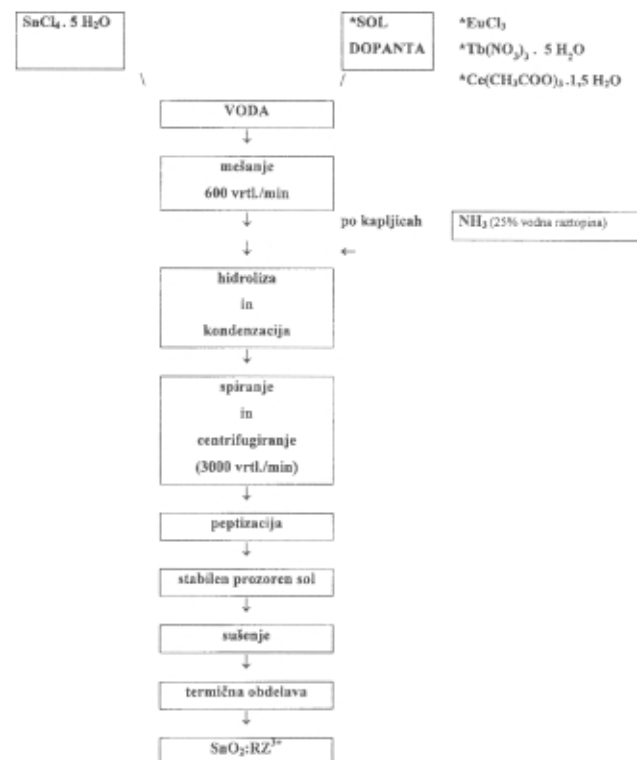 SnCl₄ . 5 H₂O
*SOL
DOPANTA
*EuCl₃
*Tb(NO₃)₃ . 5 H₂O
*Ce(CH₃COO)₃ .1,5 H₂O
VODA
mešanje
600 vrtl./min
po kapljicah
NH₃ (25% vodna raztopina)
hidroliza
in
kondenzacija
spiranje
in
centrifugiranje
(3000 vrtl./min)
peptizacija
stabilen prozoren sol
sušenje
termična obdelava
SnO₂:RZ³⁺